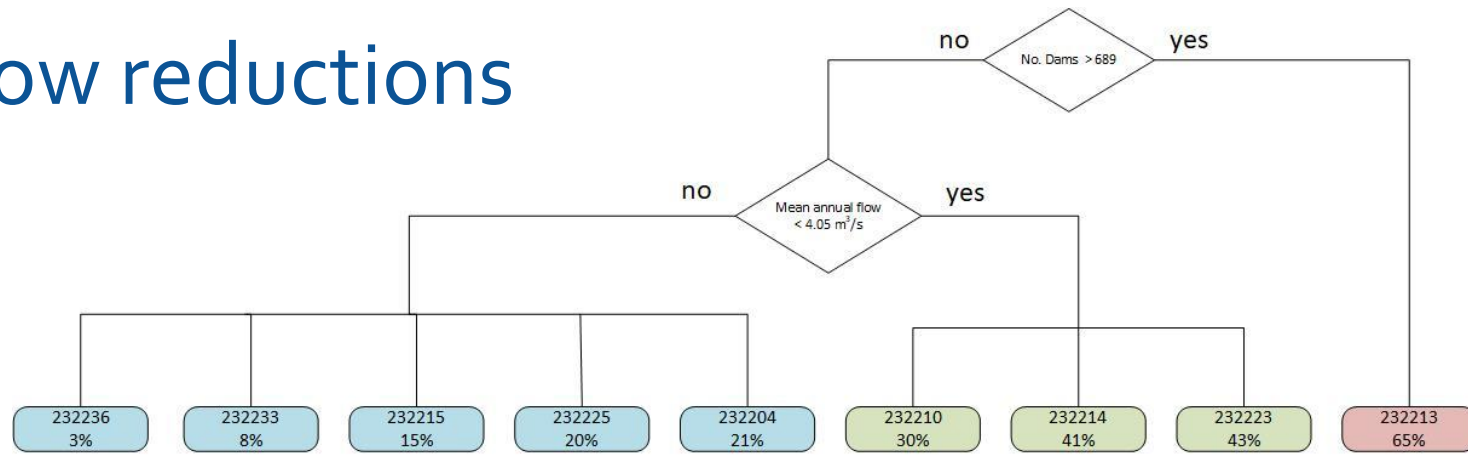 ow reductions
no
yes
No. Dams >689
no
yes
Mean annual flow
< 4.05 m³/s
232236
3%
232233
8%
232215
15%
232225
20%
232204
21%
232210
30%
232214
41%
232223
43%
232213
65%